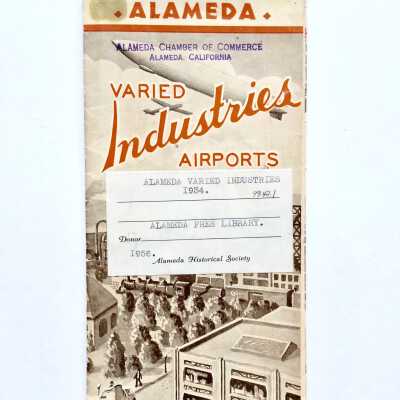 • ALAMEDA •
ALAMEDA CHAMBER OF COMMERCE
ALAMEDA, CALIFORNIA
VARIED
Industries
AIRPORTS
ALAMEDA VARIED INDUSTRIES
1934.
ALAMEDA FREE LIBRARY.
Donor
1956.
Alameda Historical Society